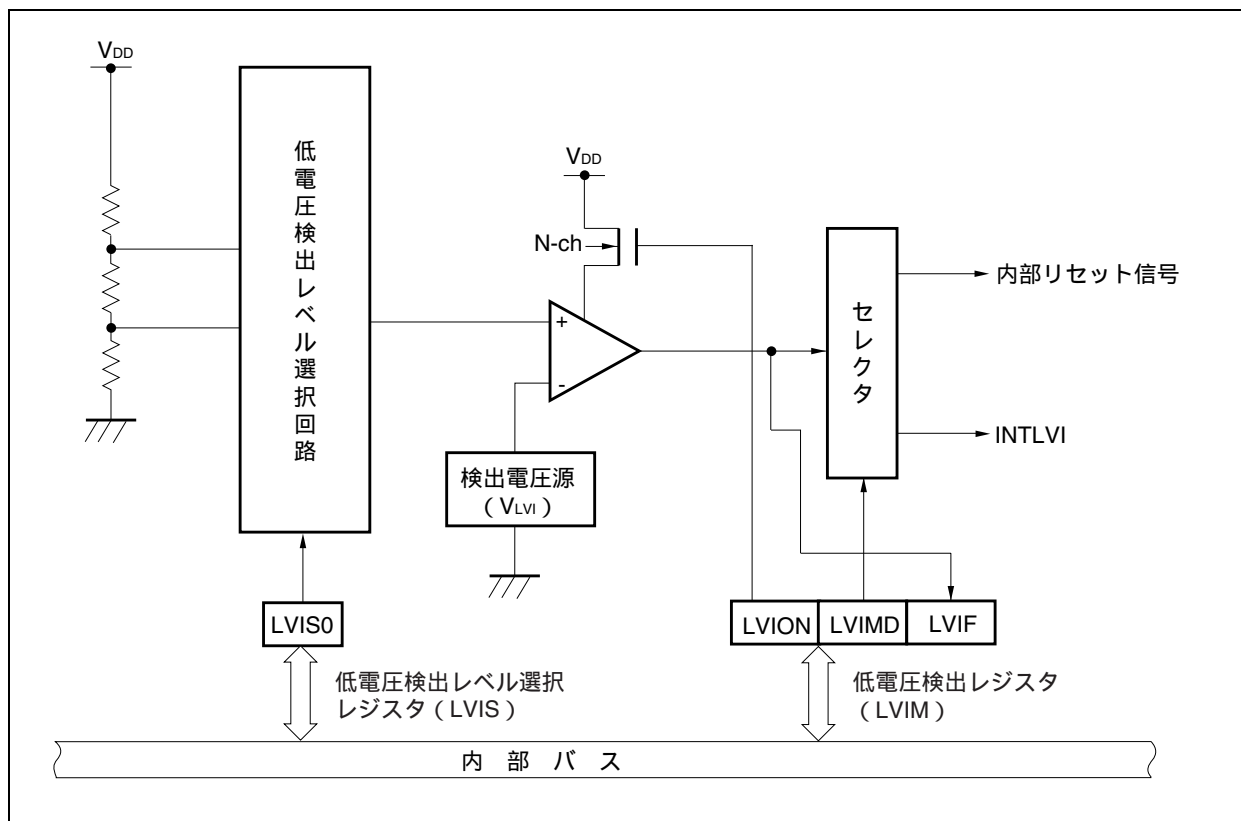 VDD
低電圧検出レベル選択回路
VDD
N-ch
+
-
検出電圧源
（VLVI）
セレクタ
内部リセット信号
INTLVI
LVIS0
LVION LVIMD LVIF
低電圧検出レベル選択
レジスタ（LVIS）
低電圧検出レジスタ
（LVIM）
内 部 バ ス